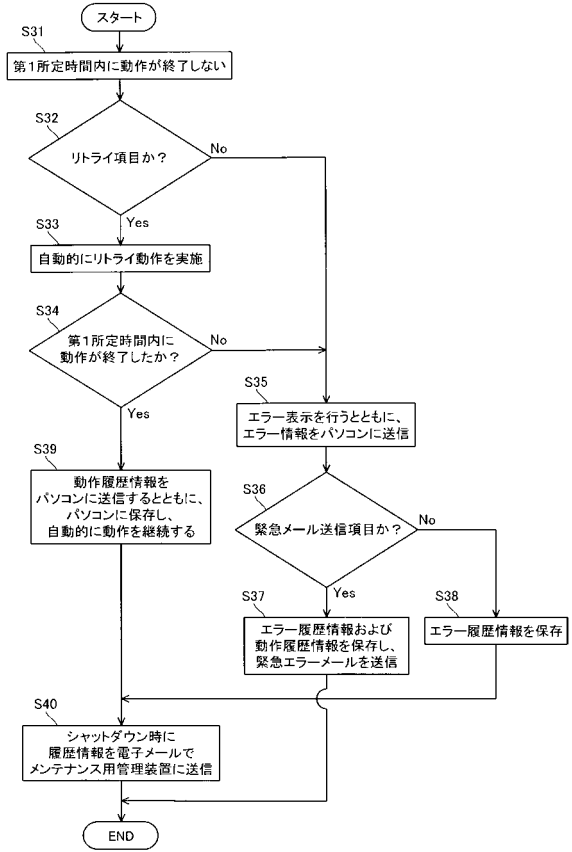 スタート
S31
第1所定時間内に動作が終了しない
S32
リトライ項目か？
No
Yes
S33
自動的にリトライ動作を実施
S34
第1所定時間内に
動作が終了したか？
No
Yes
S35
エラー表示を行うとともに、
エラー情報をパソコンに送信
S39
動作履歴情報を
パソコンに送信するとともに、
パソコンに保存し、
自動的に動作を継続する
S36
緊急メール送信項目か？
No
Yes
S37
エラー履歴情報および
動作履歴情報を保存し、
緊急エラーメールを送信
S38
エラー履歴情報を保存
S40
シャットダウン時に
履歴情報を電子メールで
メンテナンス用管理装置に送信
END